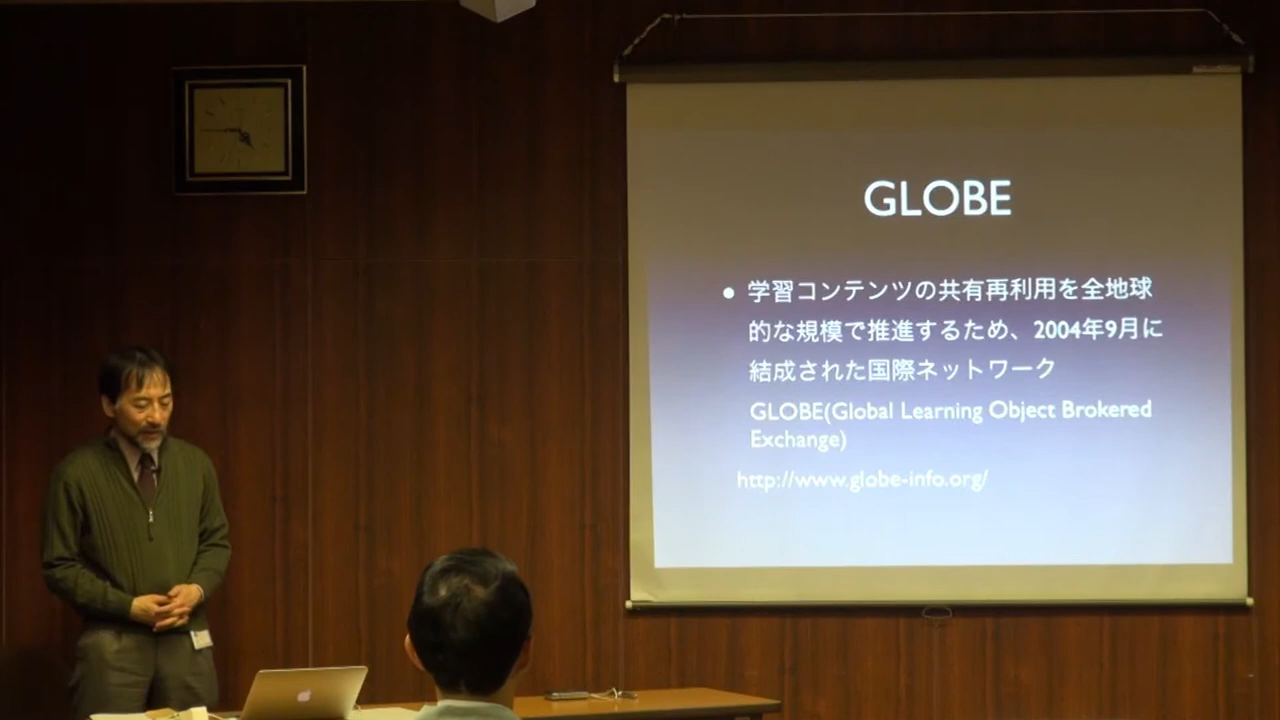 GLOBE
● 学習コンテンツの共有再利用を全地球
的な規模で推進するため、2004年9月に
結成された国際ネットワーク
GLOBE(Global Learning Object Brokered
Exchange)
http://www.globe-info.org/